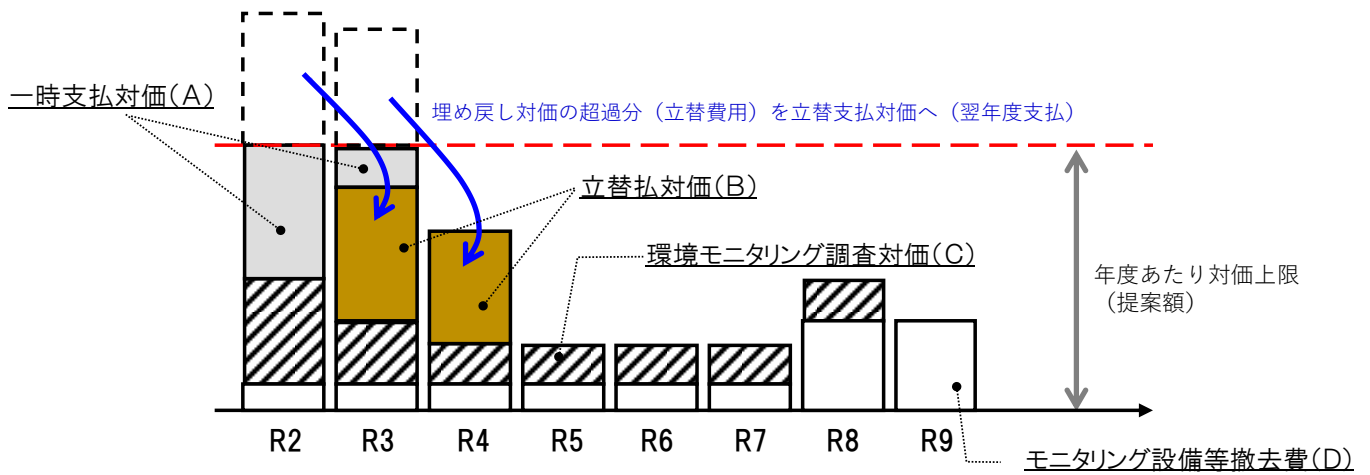 一時支払対価(A)
埋め戻し対価の超過分（立替費用）を立替支払対価へ（翌年度支払）
立替払対価(B)
環境モニタリング調査対価(C)
年度あたり対価上限
（提案額）
R2 R3 R4 R5 R6 R7 R8 R9
モニタリング設備等撤去費(D)